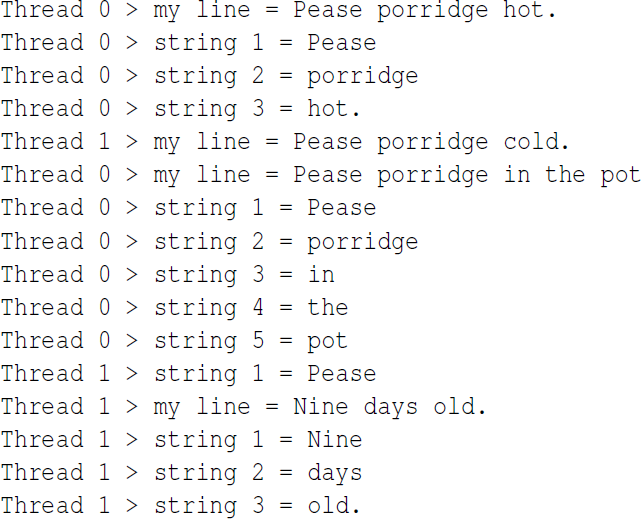 Thread 0 > my line = Pease porridge hot.
Thread 0 > string 1 = Pease
Thread 0 > string 2 = porridge
Thread 0 > string 3 = hot.
Thread 1 > my line = Pease porridge cold.
Thread 0 > my line = Pease porridge in the pot
Thread 0 > string 1 = Pease
Thread 0 > string 2 = porridge
Thread 0 > string 3 = in
Thread 0 > string 4 = the
Thread 0 > string 5 = pot
Thread 1 > string 1 = Pease
Thread 1 > my line = Nine days old.
Thread 1 > string 1 = Nine
Thread 1 > string 2 = days
Thread 1 > string 3 = old.